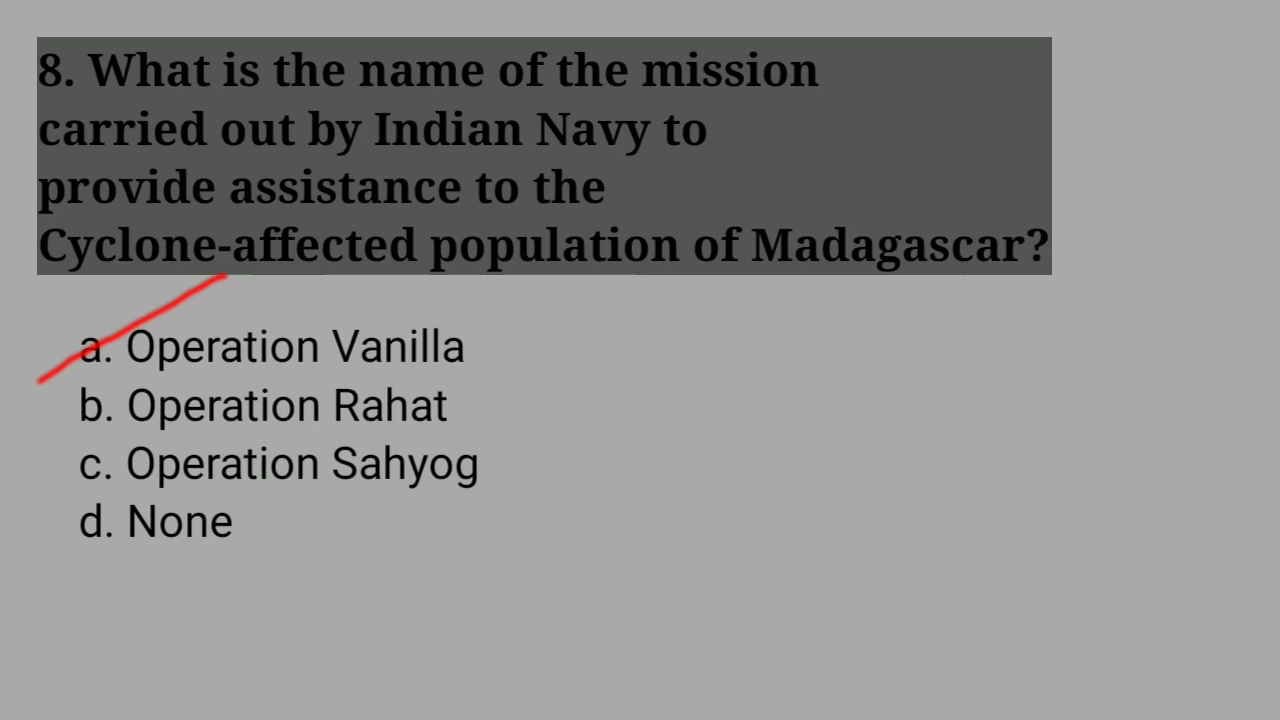 8. What is the name of the mission
carried out by Indian Navy to
provide assistance to the
Cyclone-affected population of Madagascar?
a. Operation Vanilla
b. Operation Rahat
c. Operation Sahyog
d. None